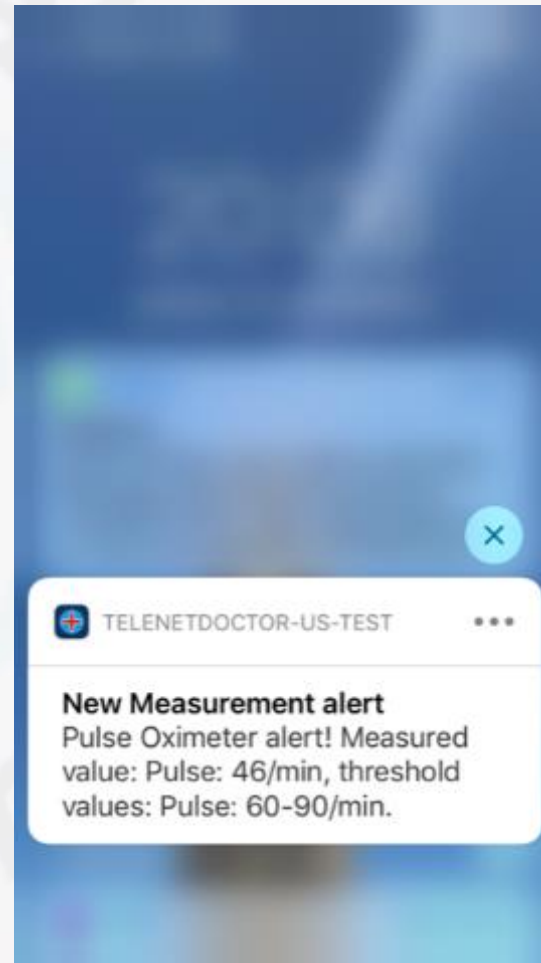 TELENETDOCTOR-US-TEST
New Measurement alert
Pulse Oximeter alert! Measured
value: Pulse: 46/min, threshold
values: Pulse: 60-90/min.